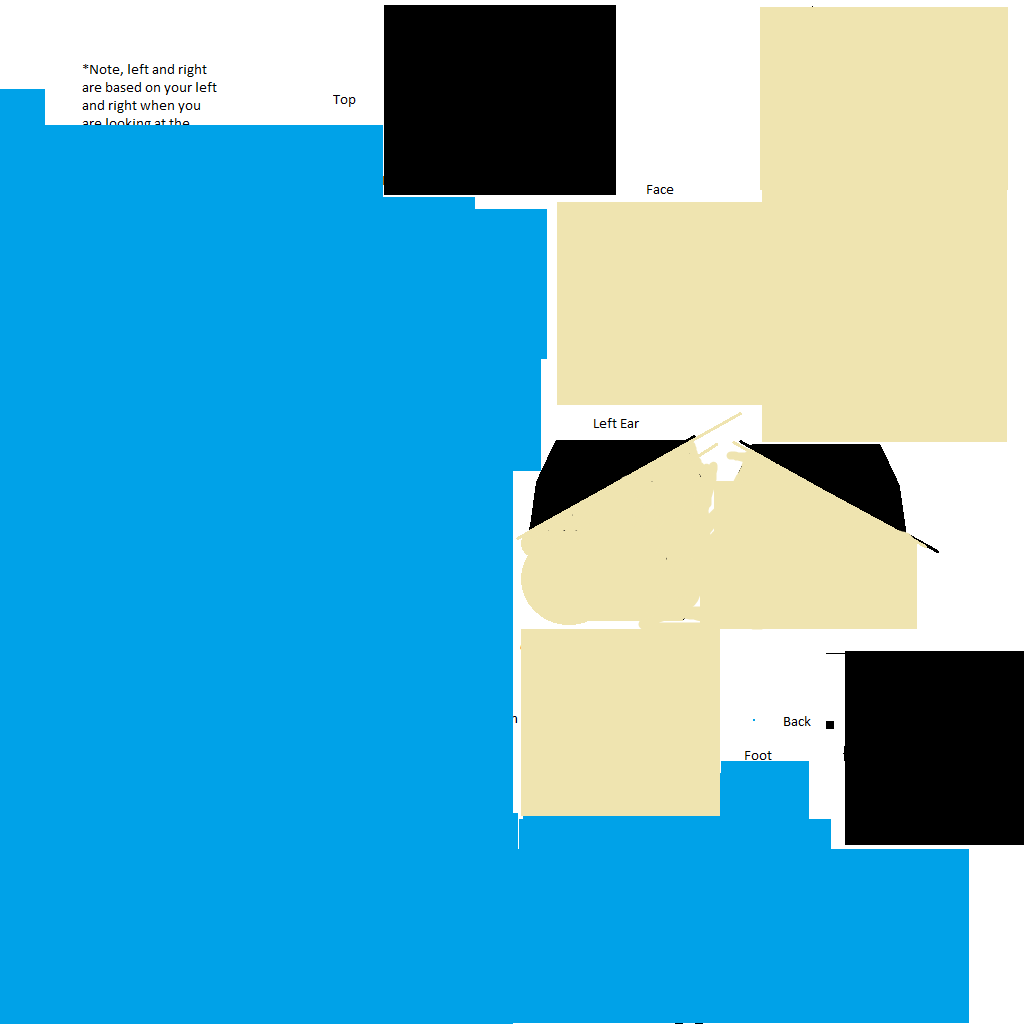 *Note, left and right
are based on your left
and right when you
are looking at the
Top
Face
Left Ear
Back
Foot